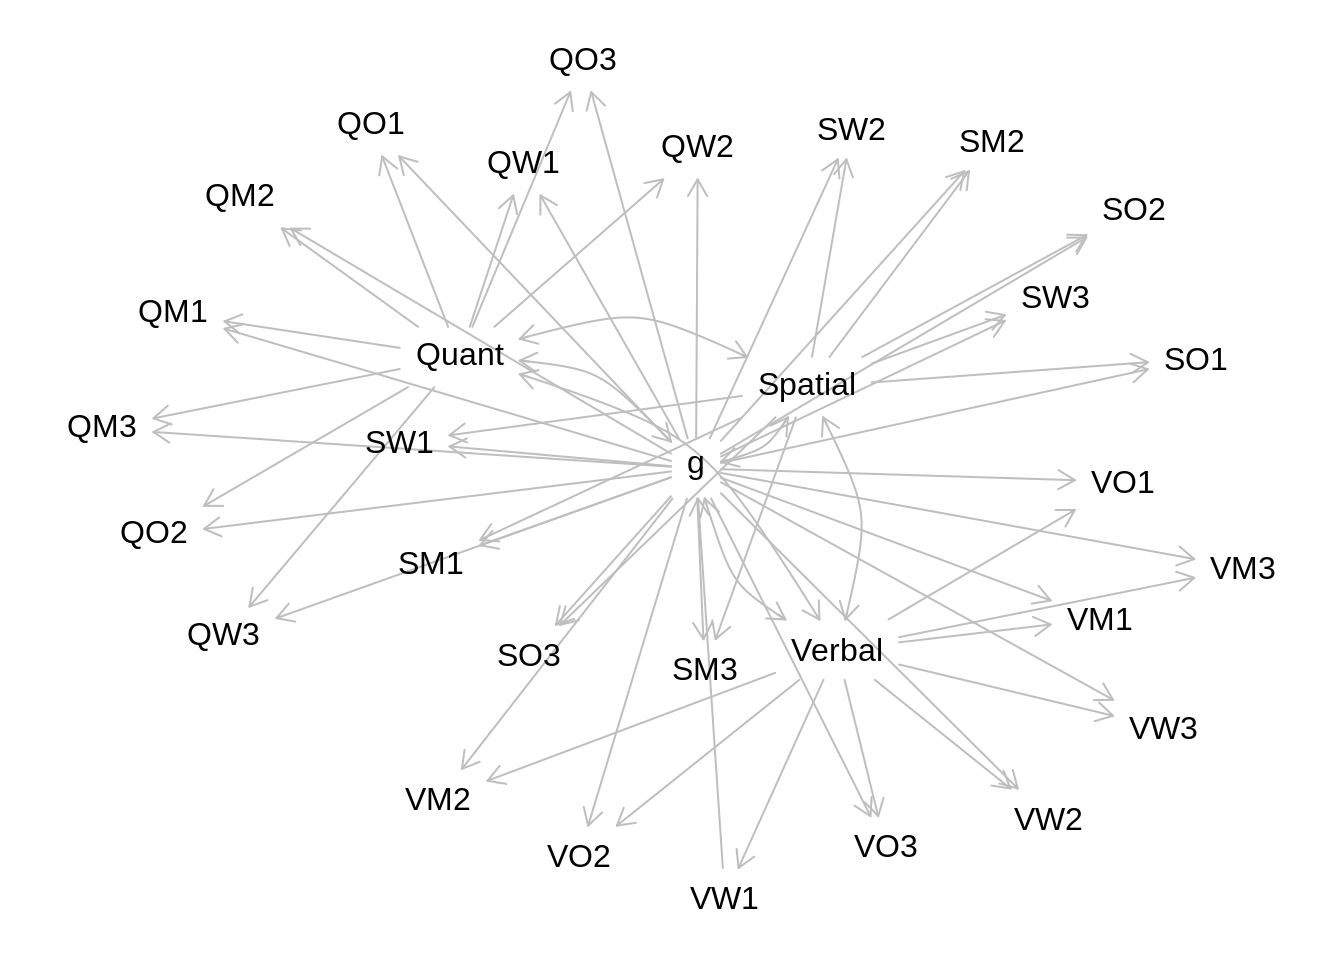 QO3
QO1
SW2
SM2
QW2
QW1
QM2
SO2
SW3
QM1
Quant
SO1
Spatial
QM3
SW1
g
VO1
QO2
SM1
VM3
VM1
QW3
Verbal
SO3
SM3
VW3
VM2
VW2
VO3
VO2
VW1